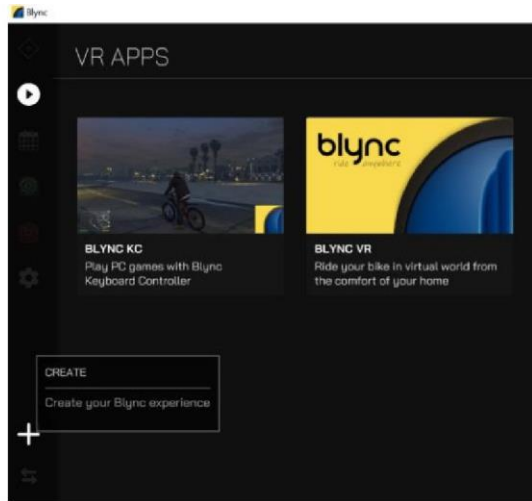 Blync
VR APPS
blync
ride anywhere
BLYNC KC
Play PC games with Blync
Keyboard Controller
BLYNC VR
Ride your bike in virtual world from
the comfort of your home
CREATE
Create your Blync experience